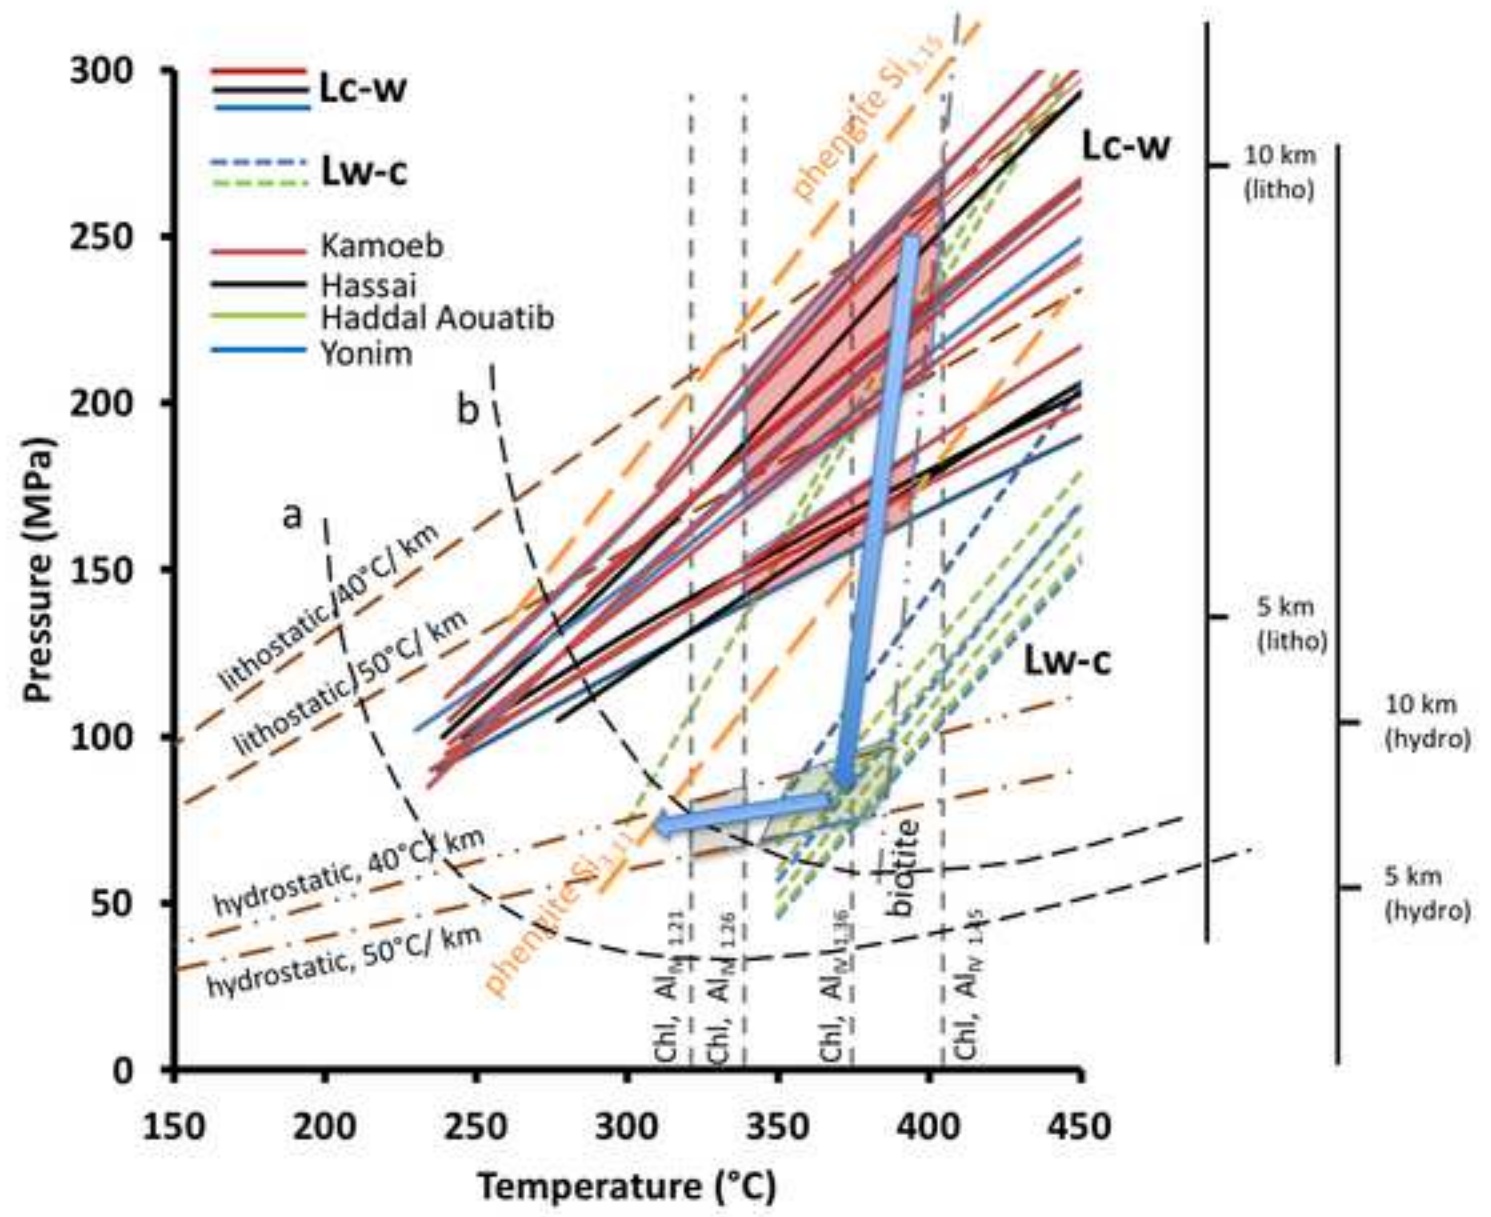 300
250
200
150
100
50
0
150
200
250
300
350
400
450
Pressure (MPa)
Temperature (°C)
Lc-w
Lw-c
Kamoeb
Hassai
Haddal Aouatib
Yonim
a
b
phengite Si3.15
phengite Si3.11
lithostatic, 40°C/ km
lithostatic, 50°C/ km
hydrostatic, 40°C/ km
hydrostatic, 50°C/ km
Chl, AlIV 1.21
Chl, AlIV 1.26
Chl, AlIV 1.36
Chl, AlIV 1.45
biotite
Lc-w
Lw-c
10 km
(litho)
5 km
(litho)
10 km
(hydro)
5 km
(hydro)